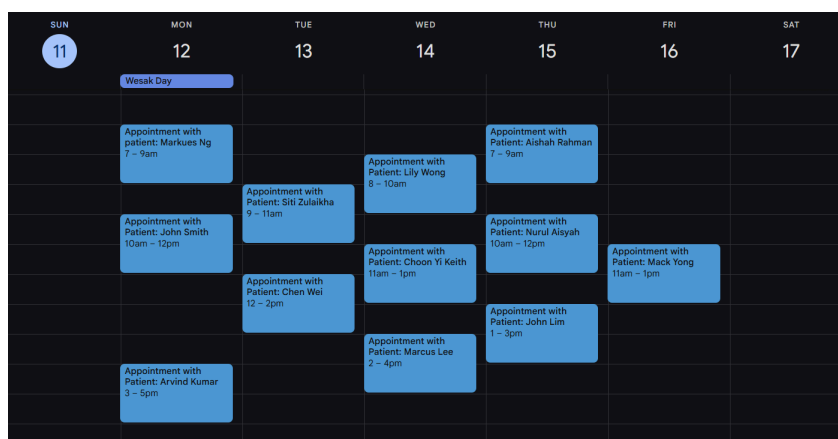 SUN MON TUE WED THU FRI SAT
11 12 13 14 15 16 17
Wesak Day
Appointment with
patient: Markues Ng
7 – 9am
Appointment with
Patient: John Smith
10am – 12pm
Appointment with
Patient: Arvind Kumar
3 – 5pm
Appointment with
Patient: Siti Zulaikha
9 – 11am
Appointment with
Patient: Chen Wei
12 – 2pm
Appointment with
Patient: Lily Wong
8 – 10am
Appointment with
Patient: Choon Yi Keith
11am – 1pm
Appointment with
Patient: Marcus Lee
2 – 4pm
Appointment with
Patient: Aishah Rahman
7 – 9am
Appointment with
Patient: Nurul Aisyah
10am – 12pm
Appointment with
Patient: John Lim
1 – 3pm
Appointment with
Patient: Mack Yong
11am – 1pm